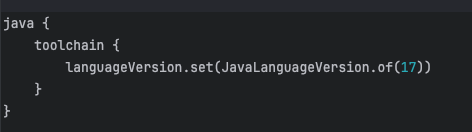 java {
    toolchain {
        languageVersion.set(JavaLanguageVersion.of(17))
    }
}